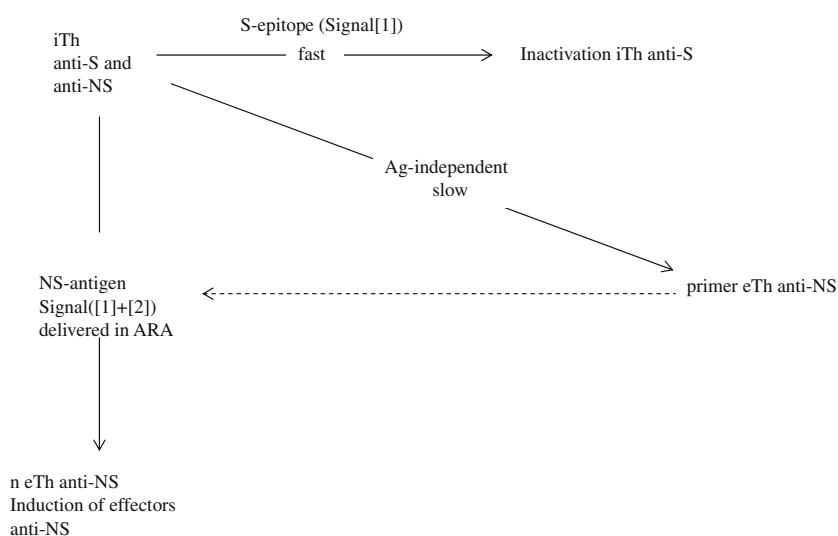 S-epitope (Signal[1])
iTh
anti-S and
anti-NS
fast
Inactivation iTh anti-S
Ag-independent
slow
NS-antigen
Signal([1]+[2])
delivered in ARA
primer eTh anti-NS
n eTh anti-NS
Induction of effectors
anti-NS